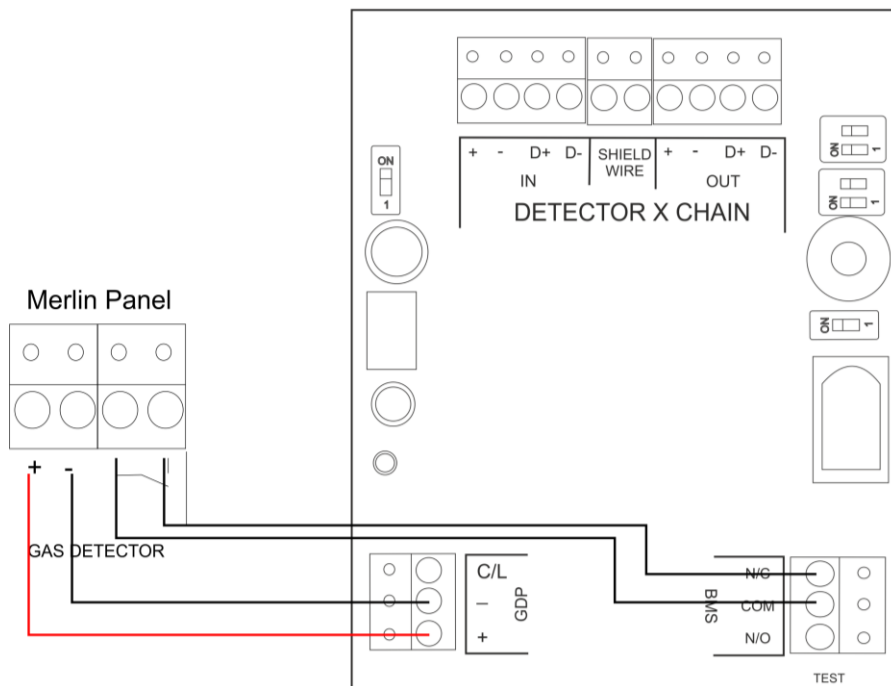 + - D+ D- SHIELD WIRE + - D+ D-
IN OUT
DETECTOR X CHAIN
ON
1
ON 1
ON 1
ON 1
Merlin Panel
+ -
GAS DETECTOR
C/L
–
+
GDP
BMS
N/C
COM
N/O
TEST